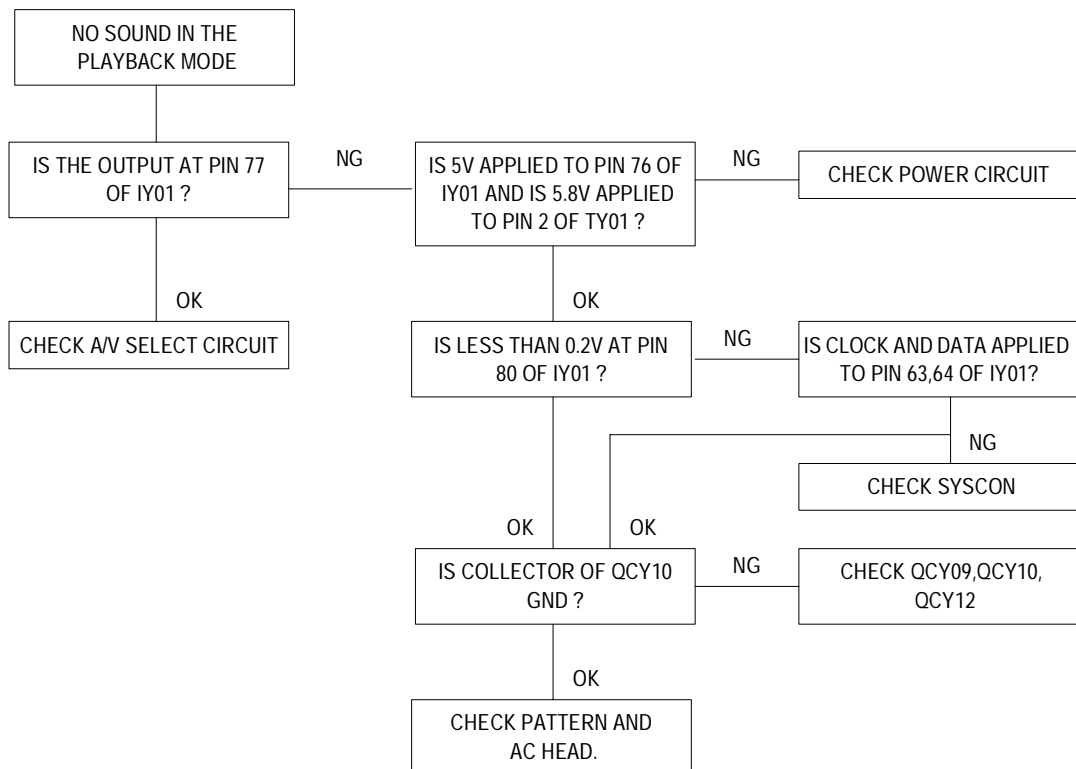 NO SOUND IN THE
PLAYBACK MODE
IS THE OUTPUT AT PIN 77
OF IY01 ?
NG
IS 5V APPLIED TO PIN 76 OF
IY01 AND IS 5.8V APPLIED
TO PIN 2 OF TY01 ?
NG
CHECK POWER CIRCUIT
OK
OK
CHECK A/V SELECT CIRCUIT
IS LESS THAN 0.2V AT PIN
80 OF IY01 ?
NG
IS CLOCK AND DATA APPLIED
TO PIN 63,64 OF IY01?
NG
CHECK SYSCON
OK
OK
IS COLLECTOR OF QCY10
GND ?
NG
CHECK QCY09,QCY10,
QCY12
OK
CHECK PATTERN AND
AC HEAD.